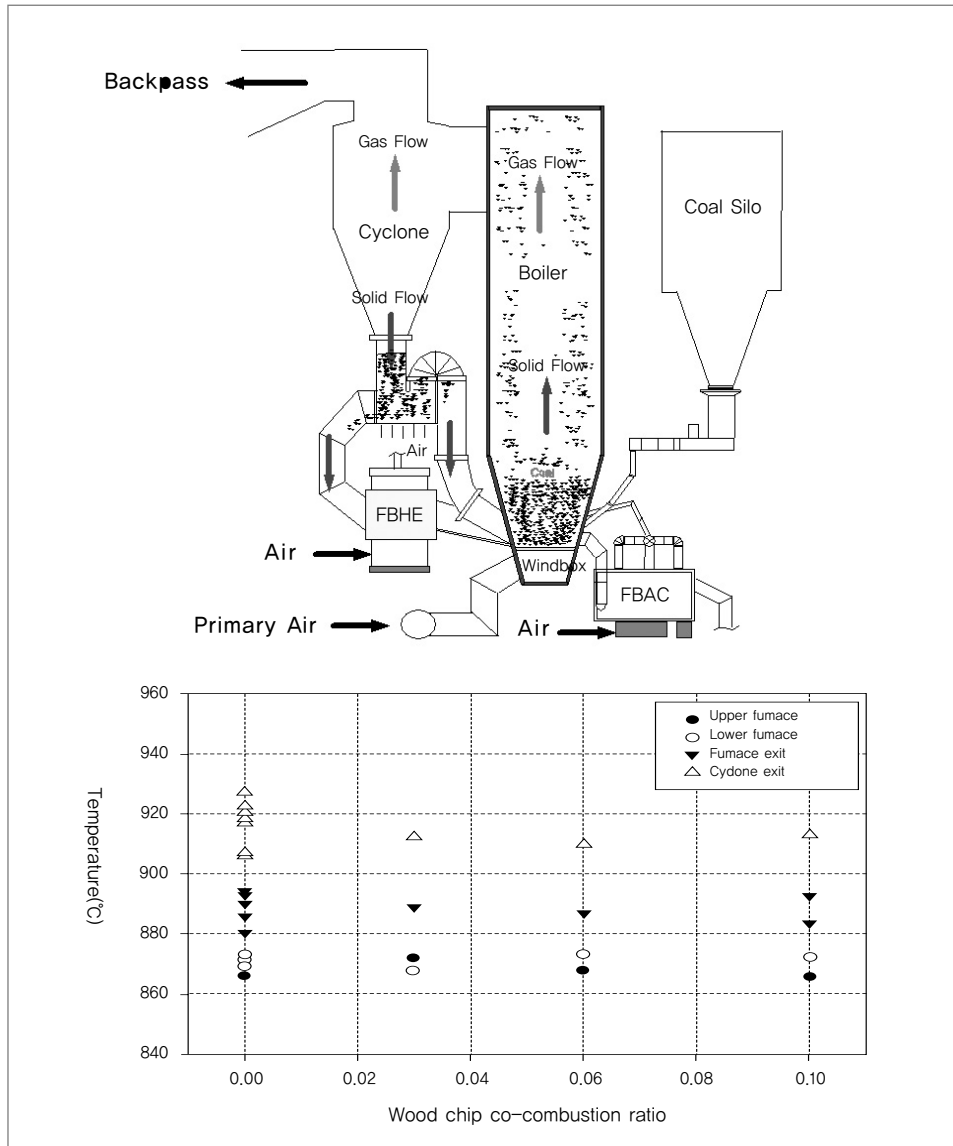 Backpass
Gas Flow
Cyclone
Solid Flow
Air
FBHE
Air
Primary Air
Gas Flow
Boiler
Solid Flow
Coal
Windbox
Coal Silo
FBAC
Air
960
940
920
900
880
860
840
Temperature(℃)
Upper fumace
Lower fumace
Fumace exit
Cydone exit
0.00 0.02 0.04 0.06 0.08 0.10
Wood chip co-combustion ratio